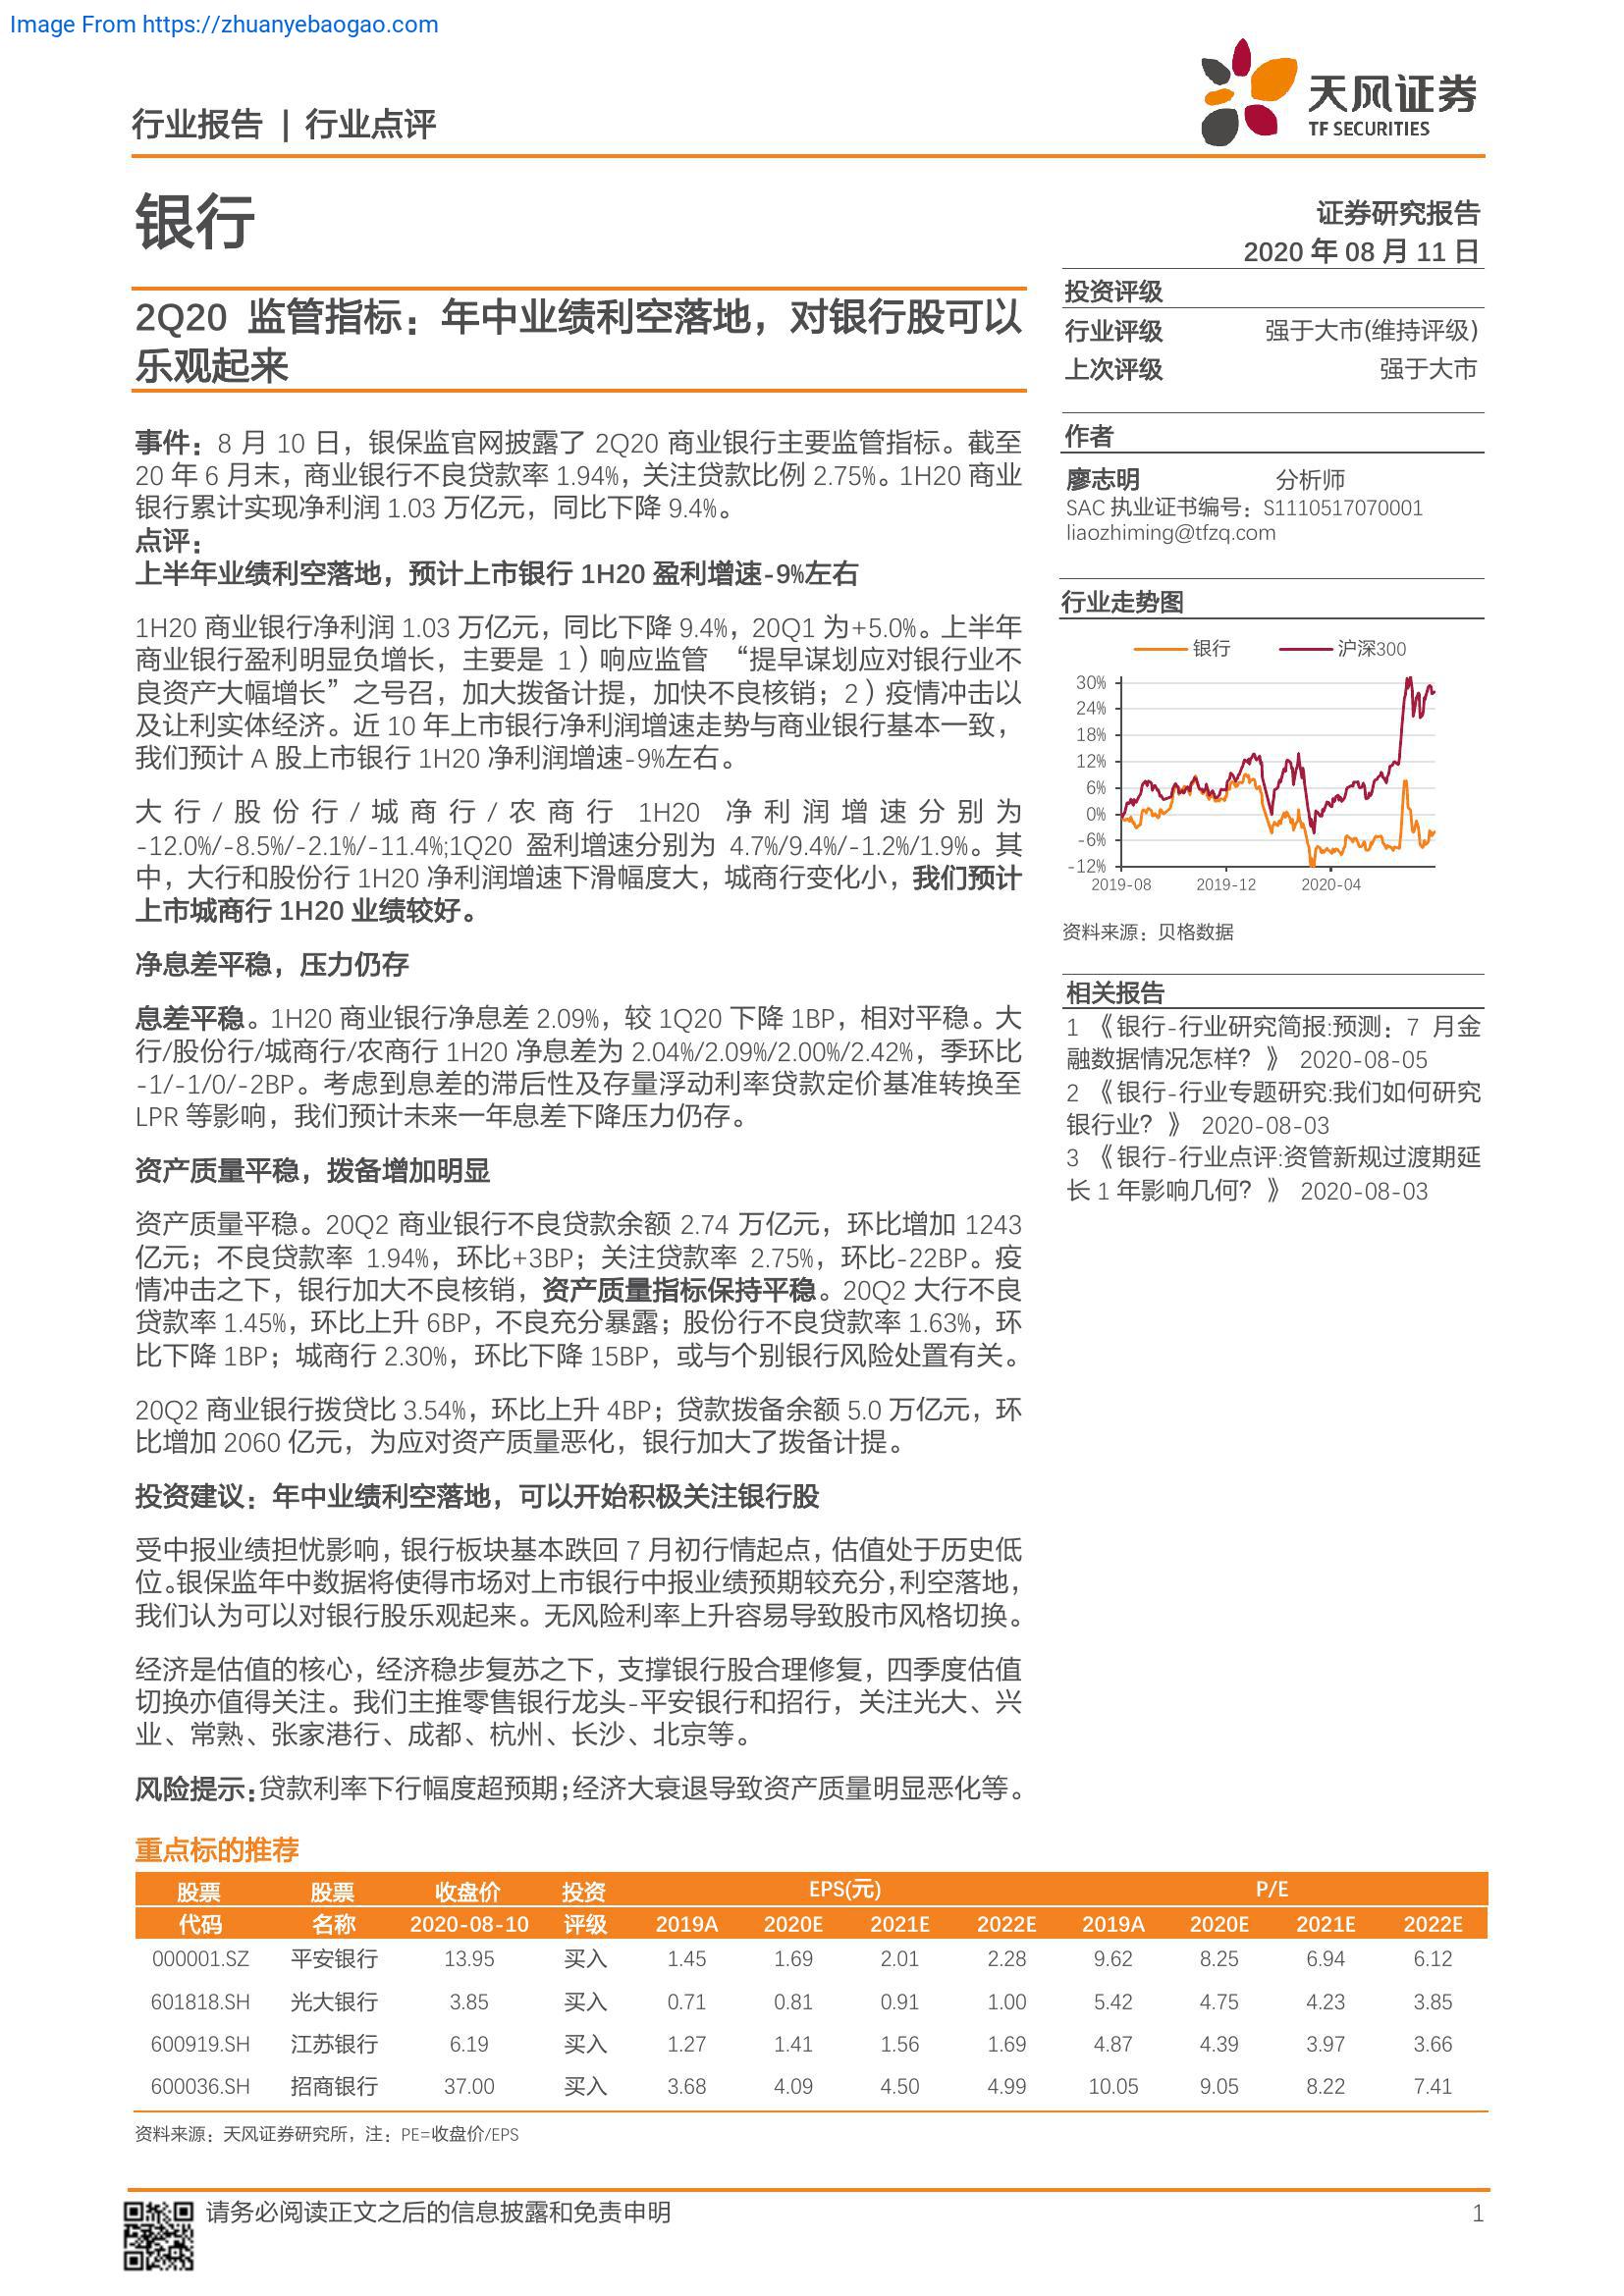 Image From https://zhuanyebaogao.com
行业报告 | 行业点评
天风证券
TF SECURITIES
银行
证券研究报告
2020 年 08 月 11 日
2Q20 监管指标：年中业绩利空落地，对银行股可以
乐观起来
事件：8 月 10 日，银保监官网披露了 2Q20 商业银行主要监管指标。截至
20 年 6 月末，商业银行不良贷款率 1.94%，关注贷款比例 2.75%。1H20 商业
银行累计实现净利润 1.03 万亿元，同比下降 9.4%。
点评：
上半年业绩利空落地，预计上市银行 1H20 盈利增速-9%左右
1H20 商业银行净利润 1.03 万亿元，同比下降 9.4%，20Q1 为+5.0%。上半年
商业银行盈利明显负增长，主要是 1）响应监管 “提早谋划应对银行业不
良资产大幅增长”之号召，加大拨备计提，加快不良核销；2）疫情冲击以
及让利实体经济。近 10 年上市银行净利润增速走势与商业银行基本一致，
我们预计 A 股上市银行 1H20 净利润增速-9%左右。
大行/股份行/城商行/农商行 1H20 净利润增速分别为
-12.0%/-8.5%/-2.1%/-11.4%;1Q20 盈利增速分别为 4.7%/9.4%/-1.2%/1.9%。其
中，大行和股份行 1H20 净利润增速下滑幅度大，城商行变化小，我们预计
上市城商行 1H20 业绩较好。
净息差平稳，压力仍存
息差平稳。1H20 商业银行净息差 2.09%，较 1Q20 下降 1BP，相对平稳。大
行/股份行/城商行/农商行 1H20 净息差为 2.04%/2.09%/2.00%/2.42%，季环比
-1/-1/0/-2BP。考虑到息差的滞后性及存量浮动利率贷款定价基准转换至
LPR 等影响，我们预计未来一年息差下降压力仍存。
资产质量平稳，拨备增加明显
资产质量平稳。20Q2 商业银行不良贷款余额 2.74 万亿元，环比增加 1243
亿元；不良贷款率 1.94%，环比+3BP；关注贷款率 2.75%，环比-22BP。疫
情冲击之下，银行加大不良核销，资产质量指标保持平稳。20Q2 大行不良
贷款率 1.45%，环比上升 6BP，不良充分暴露；股份行不良贷款率 1.63%，环
比下降 1BP；城商行 2.30%，环比下降 15BP，或与个别银行风险处置有关。
20Q2 商业银行拨贷比 3.54%，环比上升 4BP；贷款拨备余额 5.0 万亿元，环
比增加 2060 亿元，为应对资产质量恶化，银行加大了拨备计提。
投资建议：年中业绩利空落地，可以开始积极关注银行股
受中报业绩担忧影响，银行板块基本跌回 7 月初行情起点，估值处于历史低
位。银保监年中数据将使得市场对上市银行中报业绩预期较充分，利空落地，
我们认为可以对银行股乐观起来。无风险利率上升容易导致股市风格切换。
经济是估值的核心，经济稳步复苏之下，支撑银行股合理修复，四季度估值
切换亦值得关注。我们主推零售银行龙头-平安银行和招行，关注光大、兴
业、常熟、张家港行、成都、杭州、长沙、北京等。
风险提示：贷款利率下行幅度超预期；经济大衰退导致资产质量明显恶化等。
投资评级
行业评级 强于大市(维持评级)
上次评级 强于大市
作者
廖志明 分析师
SAC 执业证书编号：S1110517070001
liaozhiming@tfzq.com
行业走势图
银行 沪深300
30%
24%
18%
12%
6%
0%
-6%
-12%
2019-08 2019-12 2020-04
资料来源：贝格数据
相关报告
1 《银行-行业研究简报:预测：7 月金
融数据情况怎样？》 2020-08-05
2 《银行-行业专题研究:我们如何研究
银行业？》 2020-08-03
3 《银行-行业点评:资管新规过渡期延
长 1 年影响几何？》 2020-08-03
重点标的推荐
股票 股票 收盘价 投资 EPS(元) P/E
代码 名称 2020-08-10 评级 2019A 2020E 2021E 2022E 2019A 2020E 2021E 2022E
000001.SZ 平安银行 13.95 买入 1.45 1.69 2.01 2.28 9.62 8.25 6.94 6.12
601818.SH 光大银行 3.85 买入 0.71 0.81 0.91 1.00 5.42 4.75 4.23 3.85
600919.SH 江苏银行 6.19 买入 1.27 1.41 1.56 1.69 4.87 4.39 3.97 3.66
600036.SH 招商银行 37.00 买入 3.68 4.09 4.50 4.99 10.05 9.05 8.22 7.41
资料来源：天风证券研究所，注：PE=收盘价/EPS
请务必阅读正文之后的信息披露和免责申明 1